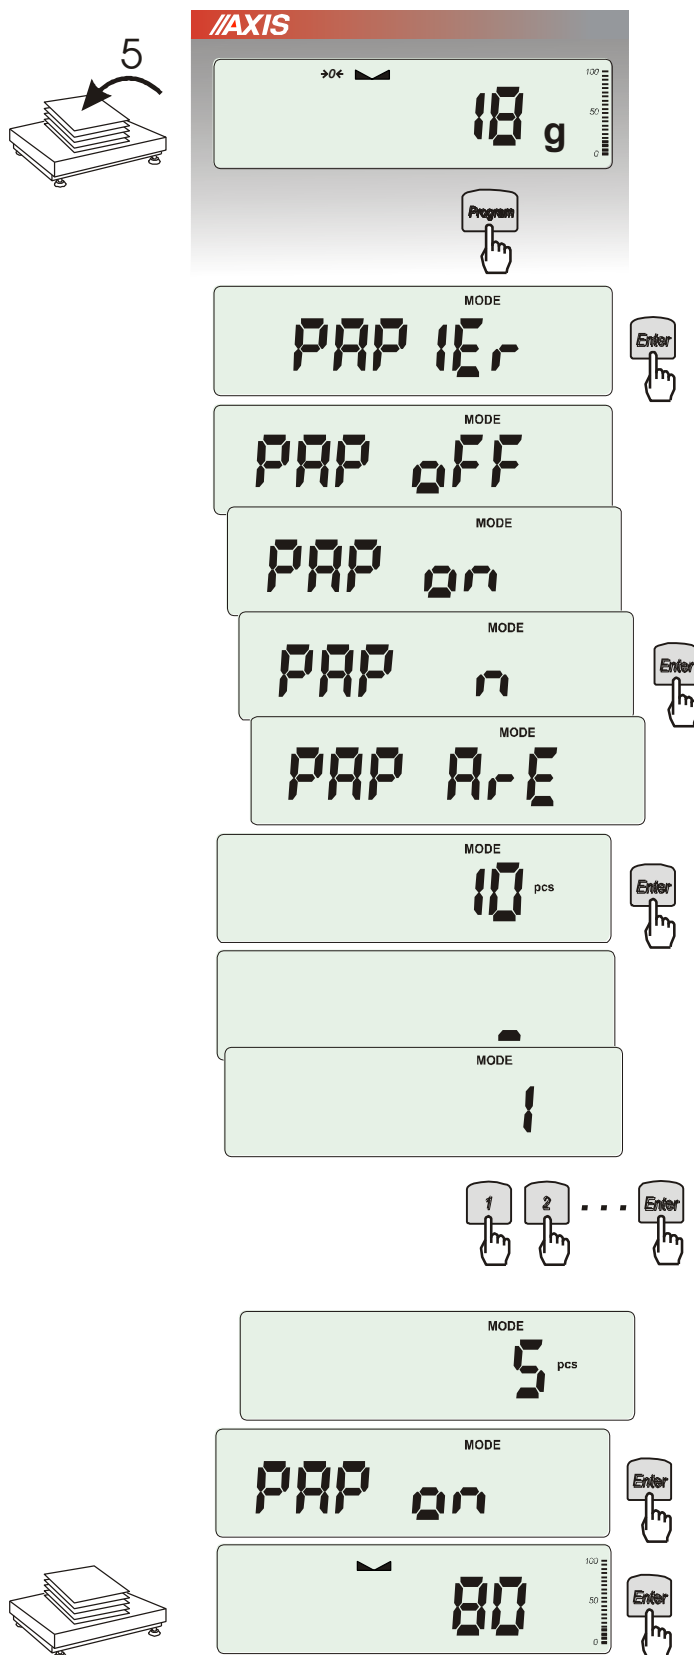 //AXIS
5
→0←
100
18 g
50
0
Program
MODE
PAPIEr
Enter
MODE
PAP oFF
MODE
PAP on
MODE
PAP n
Enter
MODE
PAP ArE
MODE
10 pcs
Enter
-
MODE
1
1 2 ... Enter
MODE
5 pcs
MODE
PAP on
Enter
100
80
50
0
Enter